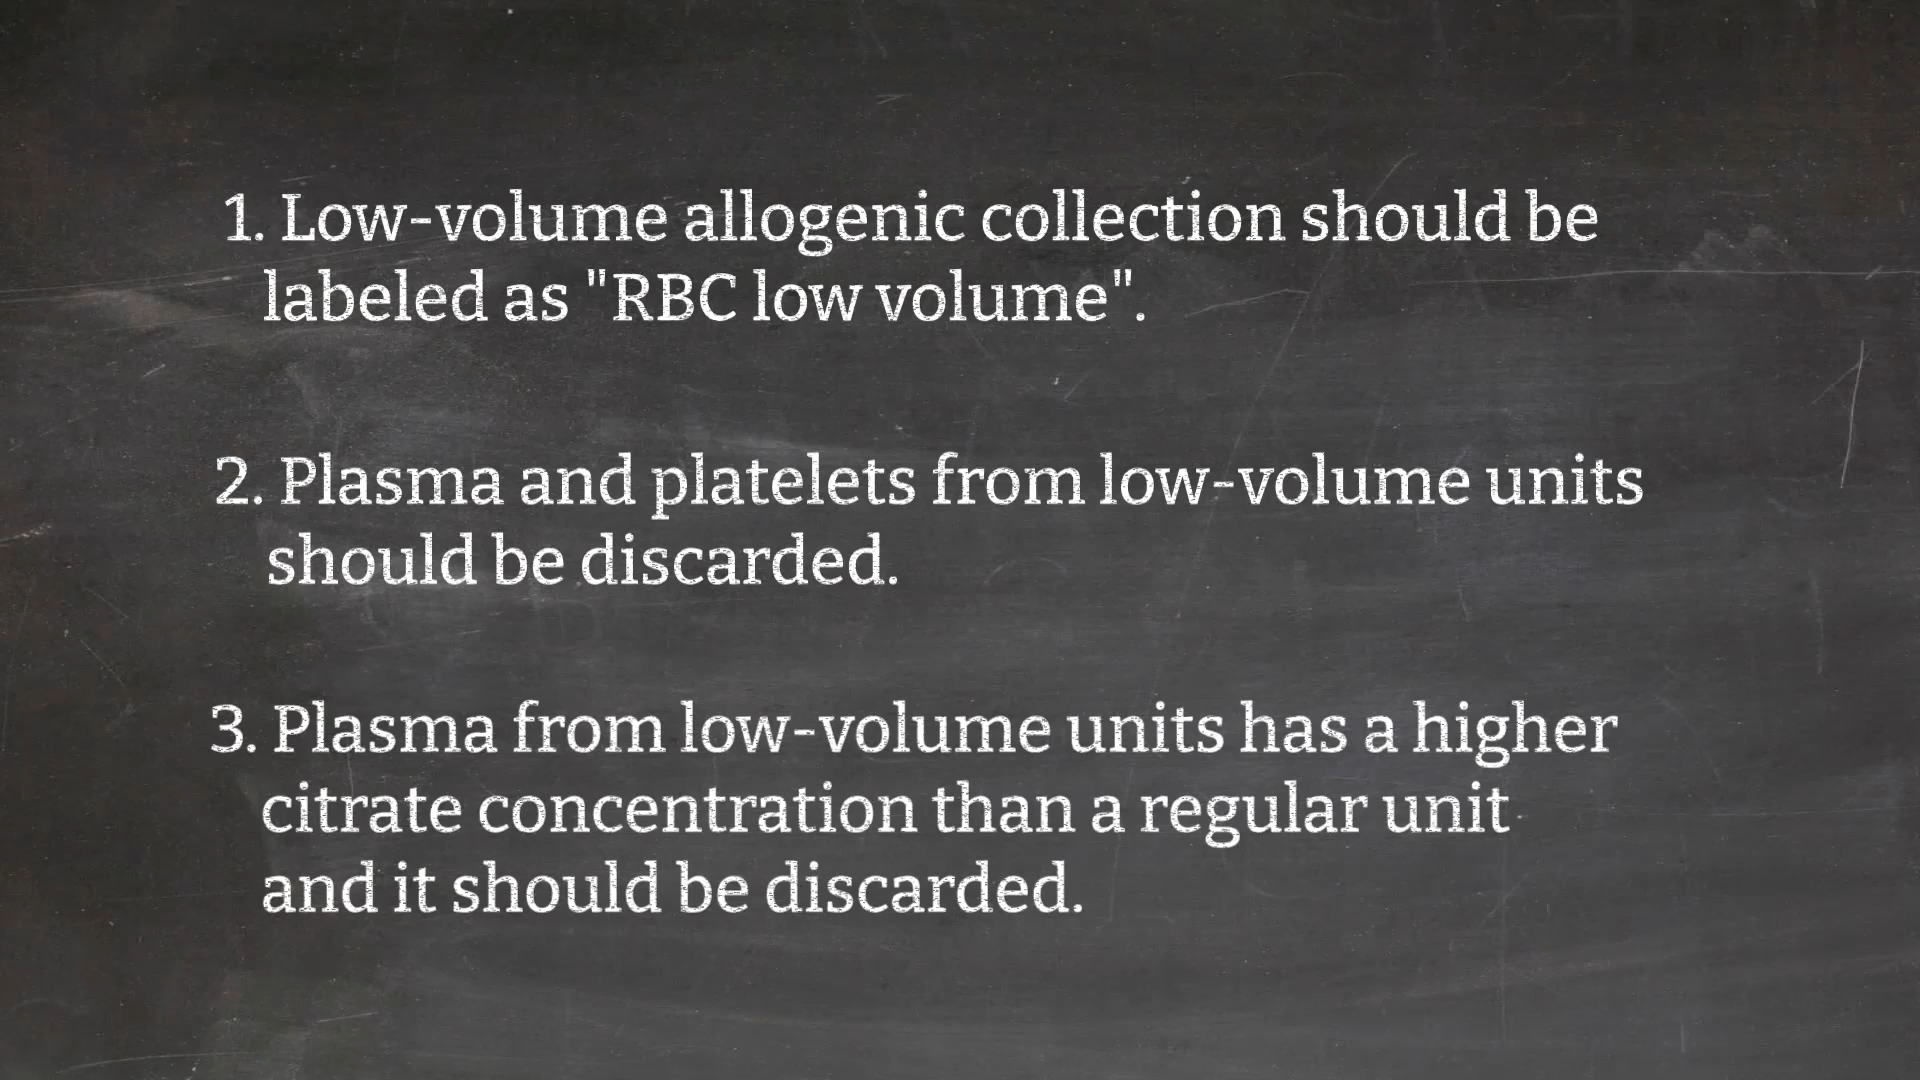 1. Low-volume allogenic collection should be
labeled as "RBC low volume".
2. Plasma and platelets from low-volume units
should be discarded.
3. Plasma from low-volume units has a higher
citrate concentration than a regular unit
and it should be discarded.